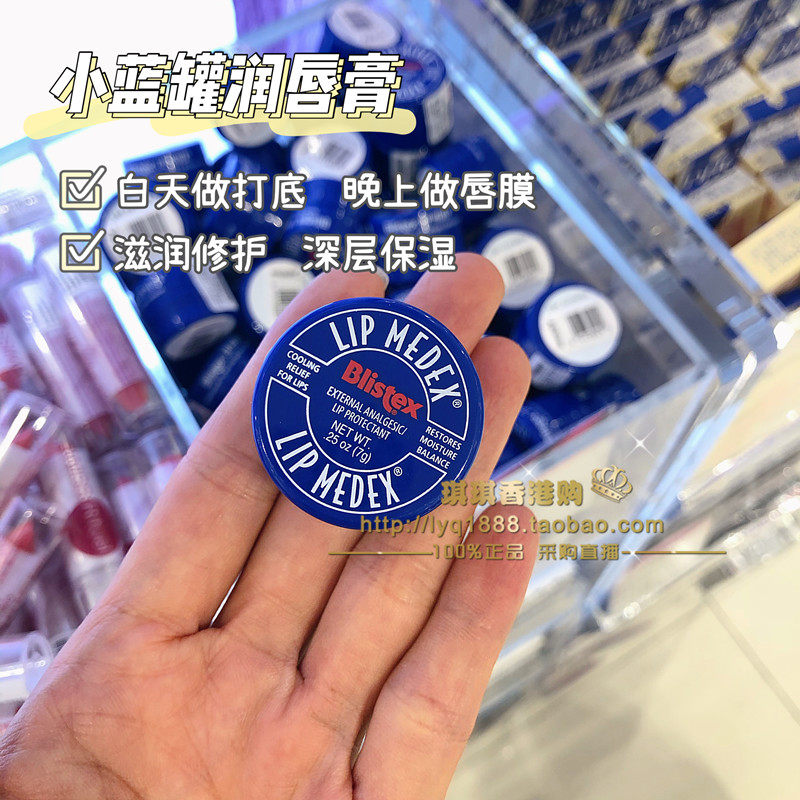 小蓝罐润唇膏
白天做打底 晚上做唇膜
滋润修护 深层保湿
LIP MEDEX®
COOLING
RELIEF
FOR LIPS
Blistex®
EXTERNAL ANALGESIC/
LIP PROTECTANT
NET WT.
.25 oz (7g)
RESTORES
MOISTURE
BALANCE
LIP MEDEX®
琪琪香港购
http://lyq1888.taobao.com
100%正品 采购直播